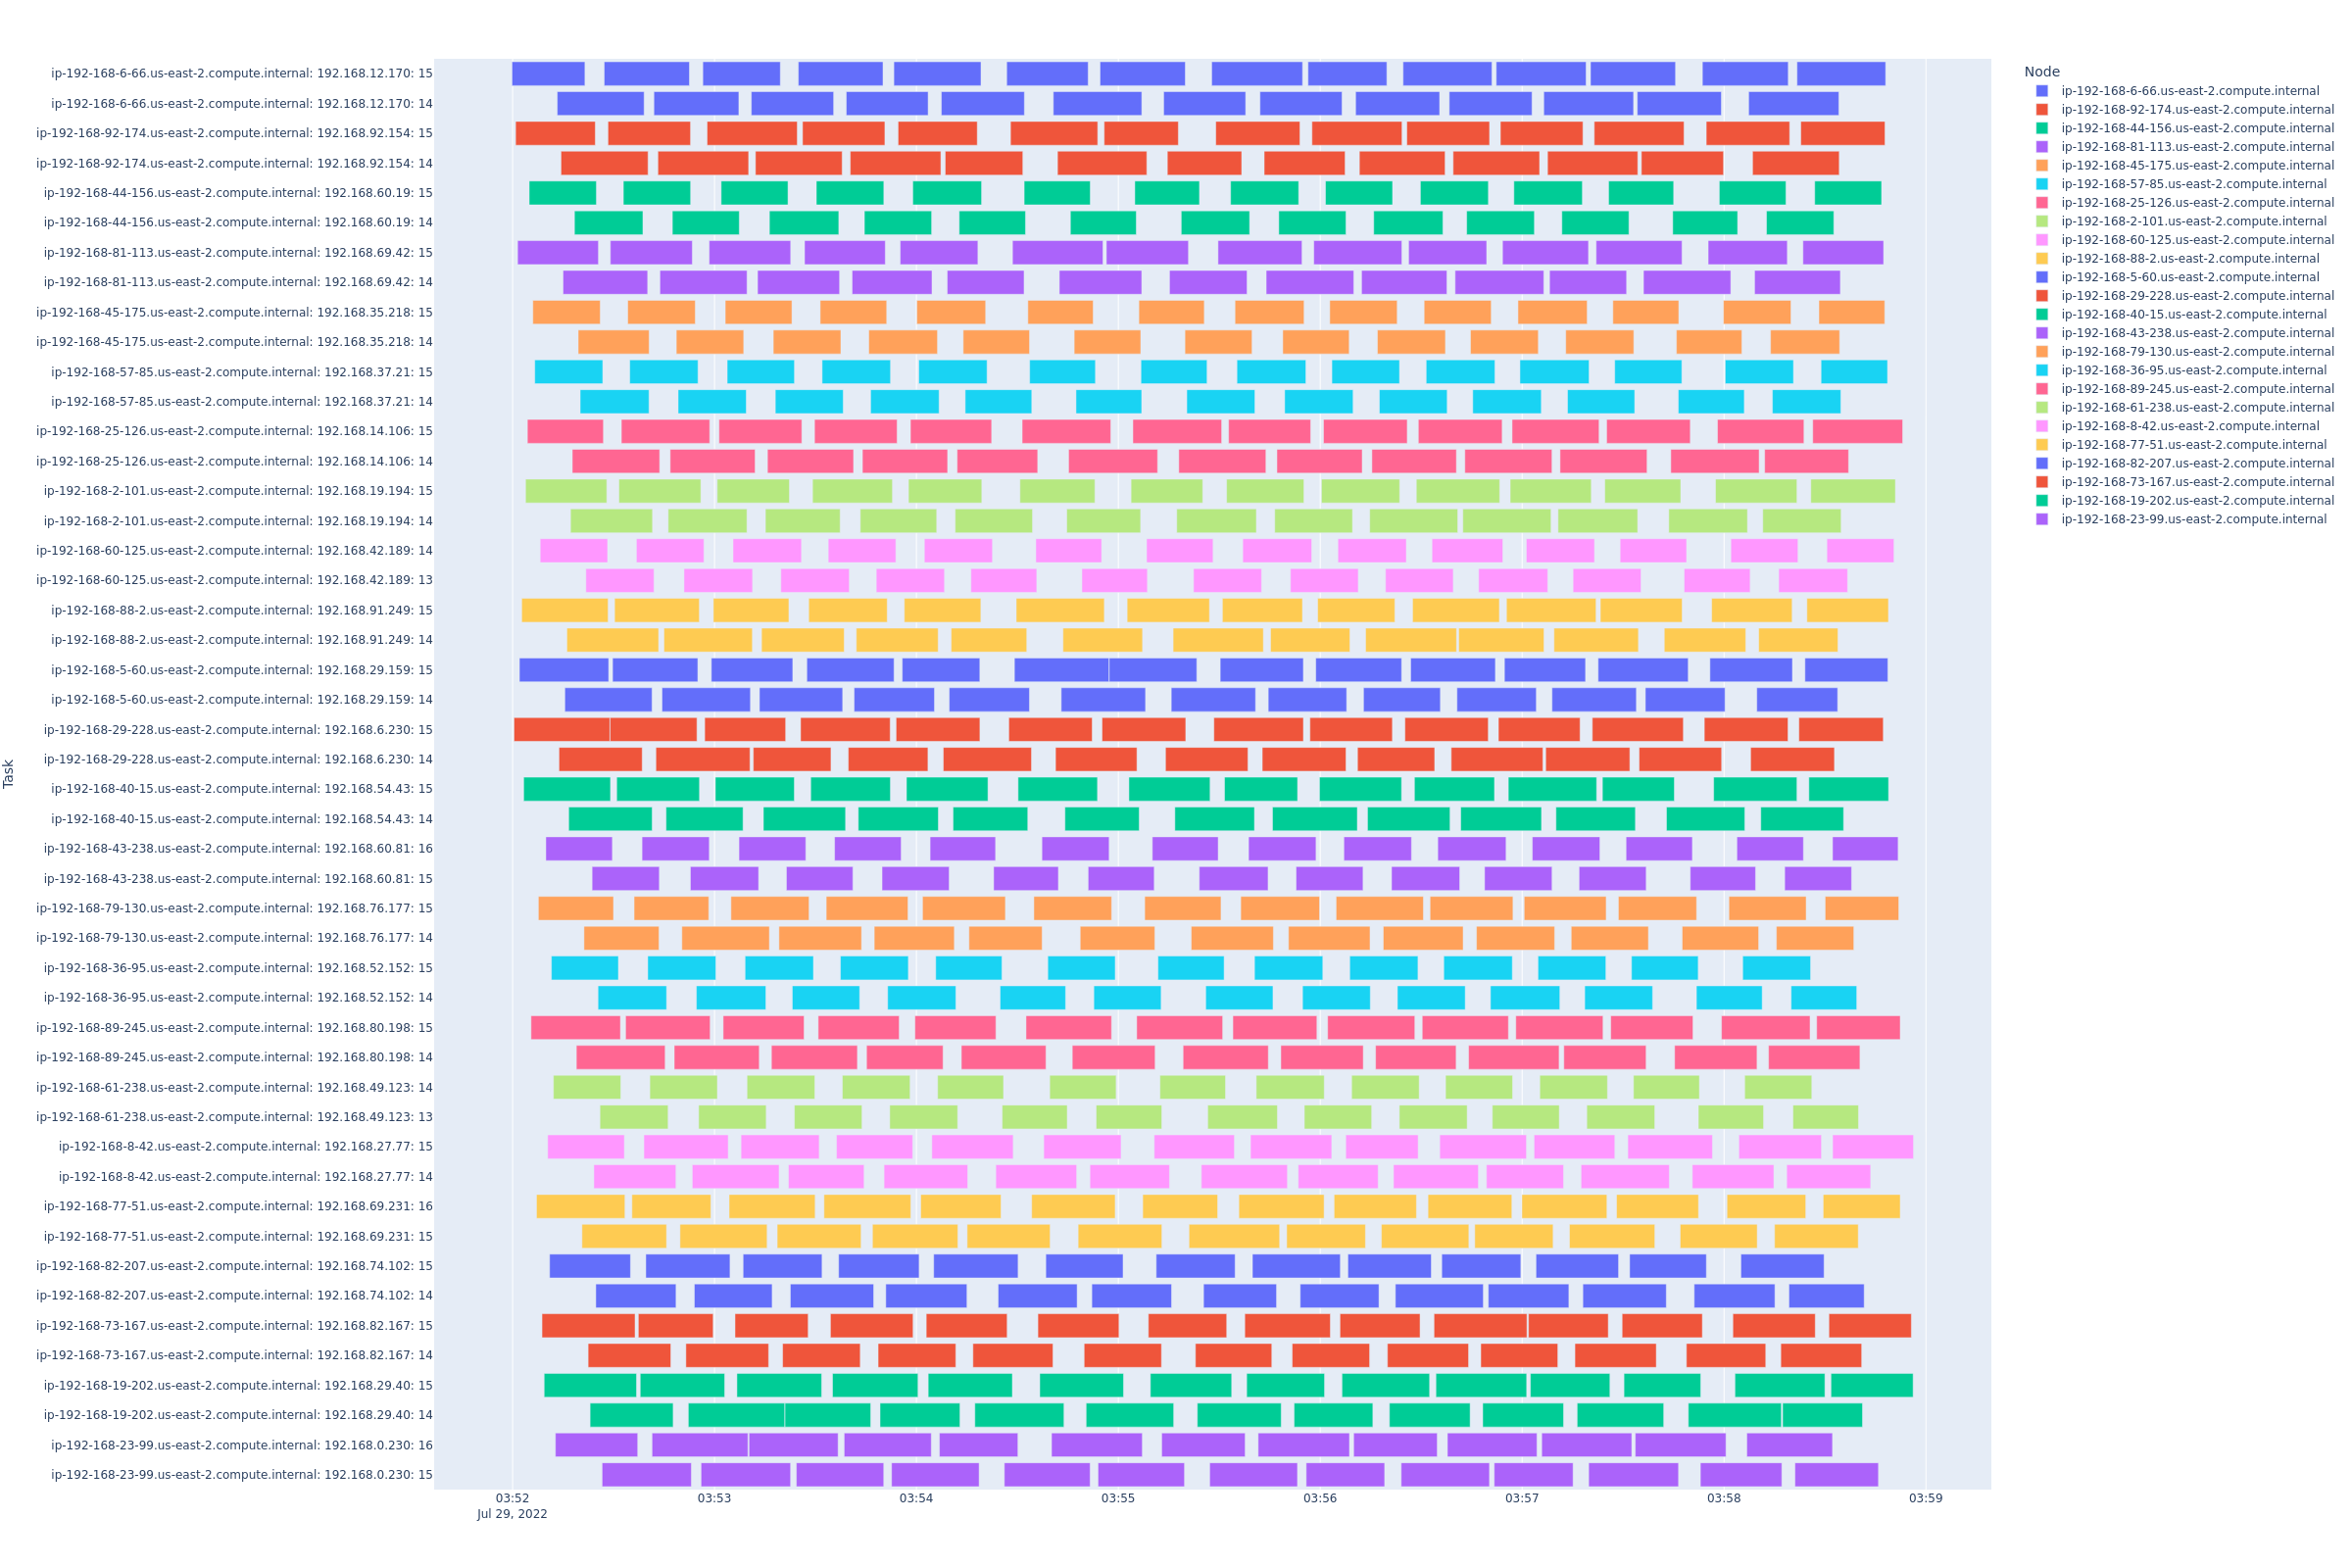 ip-192-168-6-66.us-east-2.compute.internal: 192.168.12.170: 15
ip-192-168-6-66.us-east-2.compute.internal: 192.168.12.170: 14
ip-192-168-92-174.us-east-2.compute.internal: 192.168.92.154: 15
ip-192-168-92-174.us-east-2.compute.internal: 192.168.92.154: 14
ip-192-168-44-156.us-east-2.compute.internal: 192.168.60.19: 15
ip-192-168-44-156.us-east-2.compute.internal: 192.168.60.19: 14
ip-192-168-81-113.us-east-2.compute.internal: 192.168.69.42: 15
ip-192-168-81-113.us-east-2.compute.internal: 192.168.69.42: 14
ip-192-168-45-175.us-east-2.compute.internal: 192.168.35.218: 15
ip-192-168-45-175.us-east-2.compute.internal: 192.168.35.218: 14
ip-192-168-57-85.us-east-2.compute.internal: 192.168.37.21: 15
ip-192-168-57-85.us-east-2.compute.internal: 192.168.37.21: 14
ip-192-168-25-126.us-east-2.compute.internal: 192.168.14.106: 15
ip-192-168-25-126.us-east-2.compute.internal: 192.168.14.106: 14
ip-192-168-2-101.us-east-2.compute.internal: 192.168.19.194: 15
ip-192-168-2-101.us-east-2.compute.internal: 192.168.19.194: 14
ip-192-168-60-125.us-east-2.compute.internal: 192.168.42.189: 14
ip-192-168-60-125.us-east-2.compute.internal: 192.168.42.189: 13
ip-192-168-88-2.us-east-2.compute.internal: 192.168.91.249: 15
ip-192-168-88-2.us-east-2.compute.internal: 192.168.91.249: 14
ip-192-168-5-60.us-east-2.compute.internal: 192.168.29.159: 15
ip-192-168-5-60.us-east-2.compute.internal: 192.168.29.159: 14
ip-192-168-29-228.us-east-2.compute.internal: 192.168.6.230: 15
ip-192-168-29-228.us-east-2.compute.internal: 192.168.6.230: 14
ip-192-168-40-15.us-east-2.compute.internal: 192.168.54.43: 15
ip-192-168-40-15.us-east-2.compute.internal: 192.168.54.43: 14
ip-192-168-43-238.us-east-2.compute.internal: 192.168.60.81: 16
ip-192-168-43-238.us-east-2.compute.internal: 192.168.60.81: 15
ip-192-168-79-130.us-east-2.compute.internal: 192.168.76.177: 15
ip-192-168-79-130.us-east-2.compute.internal: 192.168.76.177: 14
ip-192-168-36-95.us-east-2.compute.internal: 192.168.52.152: 15
ip-192-168-36-95.us-east-2.compute.internal: 192.168.52.152: 14
ip-192-168-89-245.us-east-2.compute.internal: 192.168.80.198: 15
ip-192-168-89-245.us-east-2.compute.internal: 192.168.80.198: 14
ip-192-168-61-238.us-east-2.compute.internal: 192.168.49.123: 14
ip-192-168-61-238.us-east-2.compute.internal: 192.168.49.123: 13
ip-192-168-8-42.us-east-2.compute.internal: 192.168.27.77: 15
ip-192-168-8-42.us-east-2.compute.internal: 192.168.27.77: 14
ip-192-168-77-51.us-east-2.compute.internal: 192.168.69.231: 16
ip-192-168-77-51.us-east-2.compute.internal: 192.168.69.231: 15
ip-192-168-82-207.us-east-2.compute.internal: 192.168.74.102: 15
ip-192-168-82-207.us-east-2.compute.internal: 192.168.74.102: 14
ip-192-168-73-167.us-east-2.compute.internal: 192.168.82.167: 15
ip-192-168-73-167.us-east-2.compute.internal: 192.168.82.167: 14
ip-192-168-19-202.us-east-2.compute.internal: 192.168.29.40: 15
ip-192-168-19-202.us-east-2.compute.internal: 192.168.29.40: 14
ip-192-168-23-99.us-east-2.compute.internal: 192.168.0.230: 16
ip-192-168-23-99.us-east-2.compute.internal: 192.168.0.230: 15
Task
03:52 03:53 03:54 03:55 03:56 03:57 03:58 03:59
Jul 29, 2022
Node
ip-192-168-6-66.us-east-2.compute.internal
ip-192-168-92-174.us-east-2.compute.internal
ip-192-168-44-156.us-east-2.compute.internal
ip-192-168-81-113.us-east-2.compute.internal
ip-192-168-45-175.us-east-2.compute.internal
ip-192-168-57-85.us-east-2.compute.internal
ip-192-168-25-126.us-east-2.compute.internal
ip-192-168-2-101.us-east-2.compute.internal
ip-192-168-60-125.us-east-2.compute.internal
ip-192-168-88-2.us-east-2.compute.internal
ip-192-168-5-60.us-east-2.compute.internal
ip-192-168-29-228.us-east-2.compute.internal
ip-192-168-40-15.us-east-2.compute.internal
ip-192-168-43-238.us-east-2.compute.internal
ip-192-168-79-130.us-east-2.compute.internal
ip-192-168-36-95.us-east-2.compute.internal
ip-192-168-89-245.us-east-2.compute.internal
ip-192-168-61-238.us-east-2.compute.internal
ip-192-168-8-42.us-east-2.compute.internal
ip-192-168-77-51.us-east-2.compute.internal
ip-192-168-82-207.us-east-2.compute.internal
ip-192-168-73-167.us-east-2.compute.internal
ip-192-168-19-202.us-east-2.compute.internal
ip-192-168-23-99.us-east-2.compute.internal